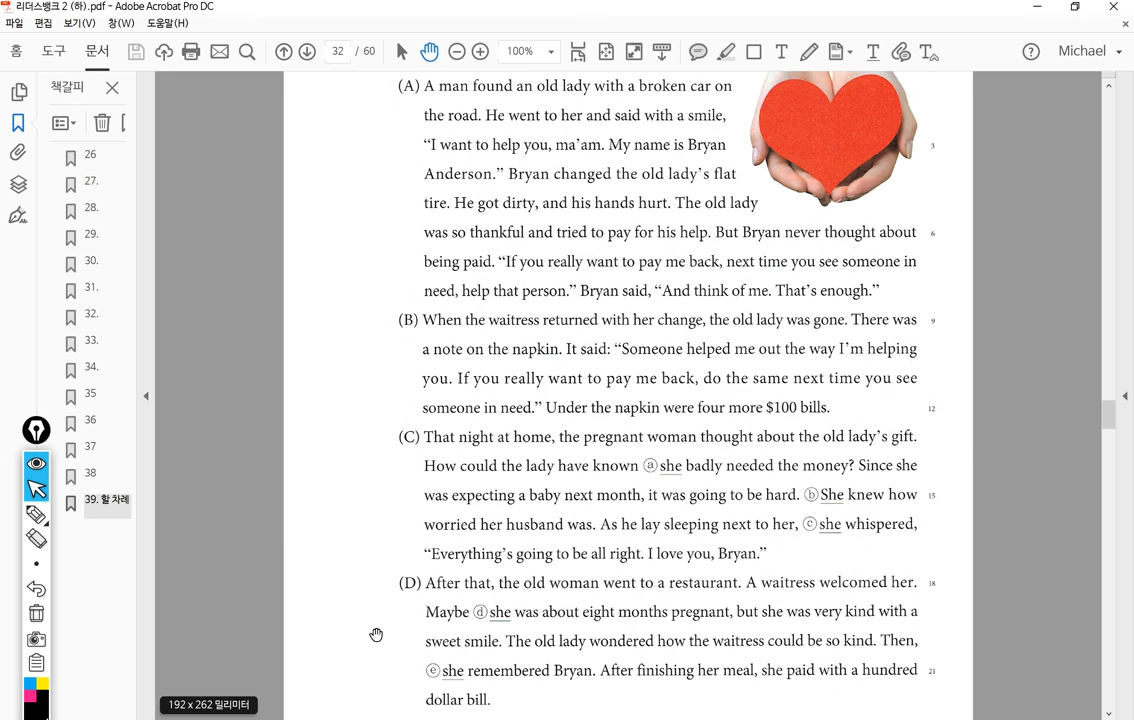 리더스뱅크 2 (하).pdf - Adobe Acrobat Pro DC
파일 편집 보기(V) 창(W) 도움말(H)
홈 도구 문서 32 / 60 100% Michael
책갈피
26
27.
28.
29.
30.
31.
32.
33.
34.
35
36
37
38
39. 할 차례
(A) A man found an old lady with a broken car on
the road. He went to her and said with a smile,
“I want to help you, ma’am. My name is Bryan 3
Anderson.” Bryan changed the old lady’s flat
tire. He got dirty, and his hands hurt. The old lady
was so thankful and tried to pay for his help. But Bryan never thought about 6
being paid. “If you really want to pay me back, next time you see someone in
need, help that person.” Bryan said, “And think of me. That’s enough.”
(B) When the waitress returned with her change, the old lady was gone. There was 9
a note on the napkin. It said: “Someone helped me out the way I’m helping
you. If you really want to pay me back, do the same next time you see
someone in need.” Under the napkin were four more $100 bills. 12
(C) That night at home, the pregnant woman thought about the old lady’s gift.
How could the lady have known ⓐ she badly needed the money? Since she
was expecting a baby next month, it was going to be hard. ⓑ She knew how 15
worried her husband was. As he lay sleeping next to her, ⓒ she whispered,
“Everything’s going to be all right. I love you, Bryan.”
(D) After that, the old woman went to a restaurant. A waitress welcomed her. 18
Maybe ⓓ she was about eight months pregnant, but she was very kind with a
sweet smile. The old lady wondered how the waitress could be so kind. Then,
ⓔ she remembered Bryan. After finishing her meal, she paid with a hundred 21
dollar bill.
192 x 262 밀리미터